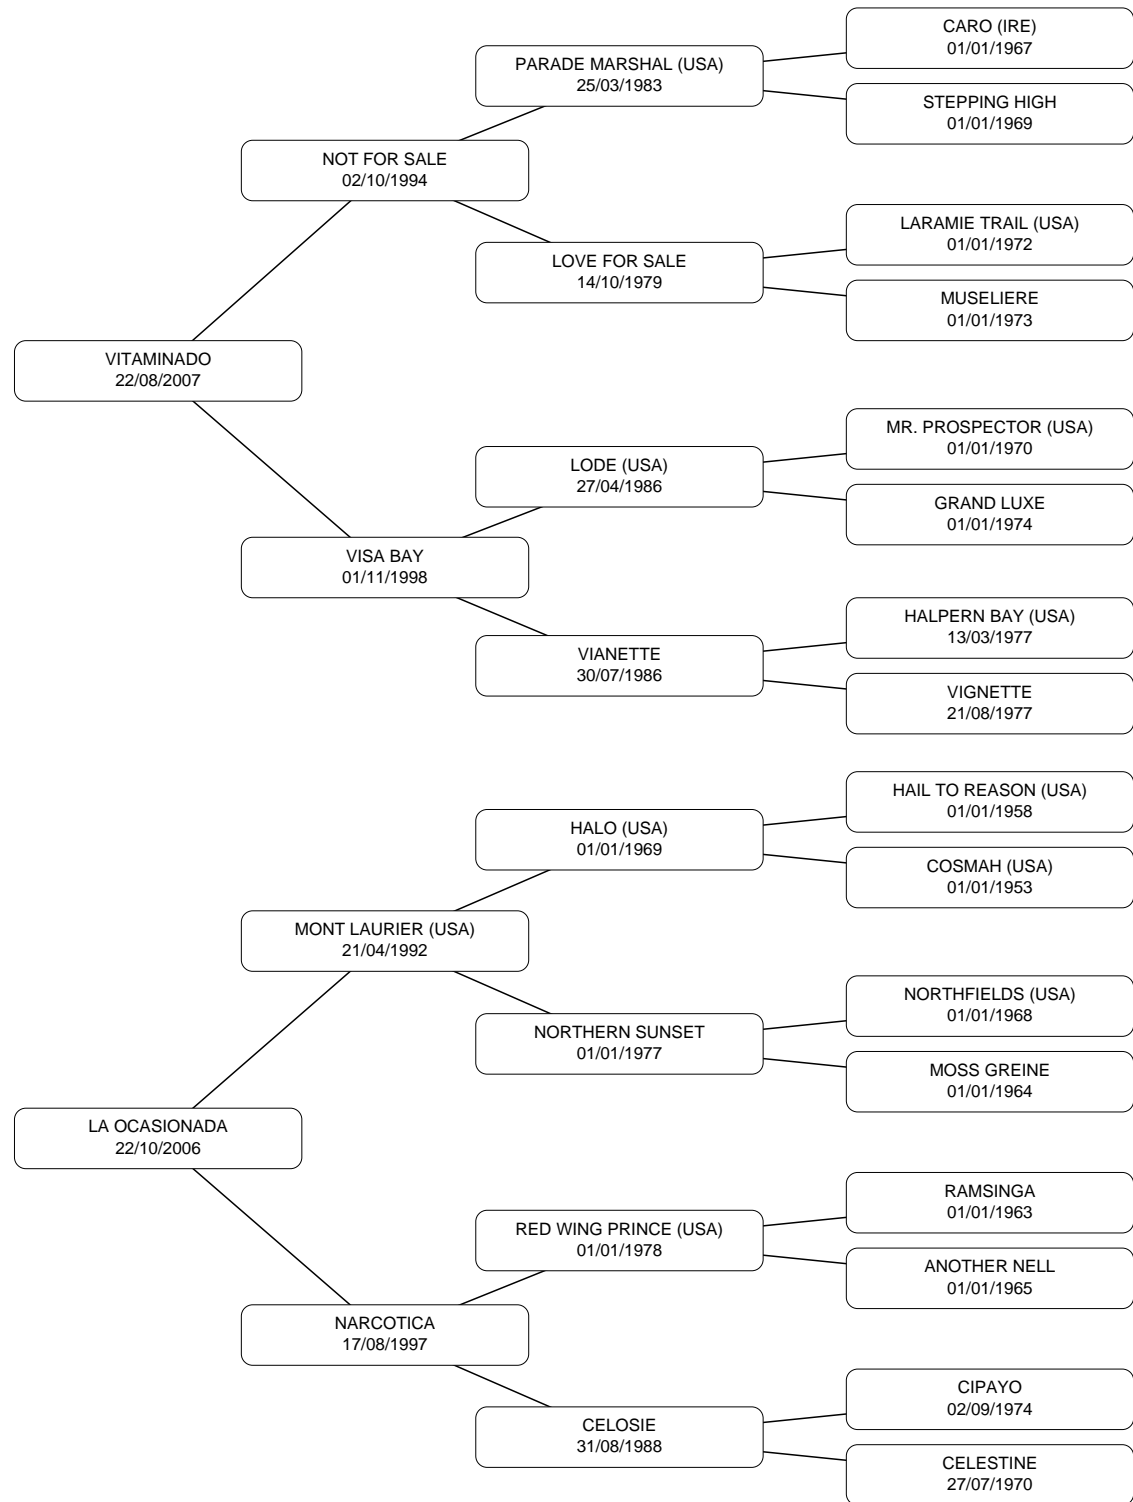 CARO (IRE)
01/01/1967
PARADE MARSHAL (USA)
25/03/1983
STEPPING HIGH
01/01/1969
NOT FOR SALE
02/10/1994
LARAMIE TRAIL (USA)
01/01/1972
LOVE FOR SALE
14/10/1979
MUSELIERE
01/01/1973
VITAMINADO
22/08/2007
MR. PROSPECTOR (USA)
01/01/1970
LODE (USA)
27/04/1986
GRAND LUXE
01/01/1974
VISA BAY
01/11/1998
HALPERN BAY (USA)
13/03/1977
VIANETTE
30/07/1986
VIGNETTE
21/08/1977
HAIL TO REASON (USA)
01/01/1958
HALO (USA)
01/01/1969
COSMAH (USA)
01/01/1953
MONT LAURIER (USA)
21/04/1992
NORTHFIELDS (USA)
01/01/1968
NORTHERN SUNSET
01/01/1977
MOSS GREINE
01/01/1964
LA OCASIONADA
22/10/2006
RAMSINGA
01/01/1963
RED WING PRINCE (USA)
01/01/1978
ANOTHER NELL
01/01/1965
NARCOTICA
17/08/1997
CIPAYO
02/09/1974
CELOSIE
31/08/1988
CELESTINE
27/07/1970